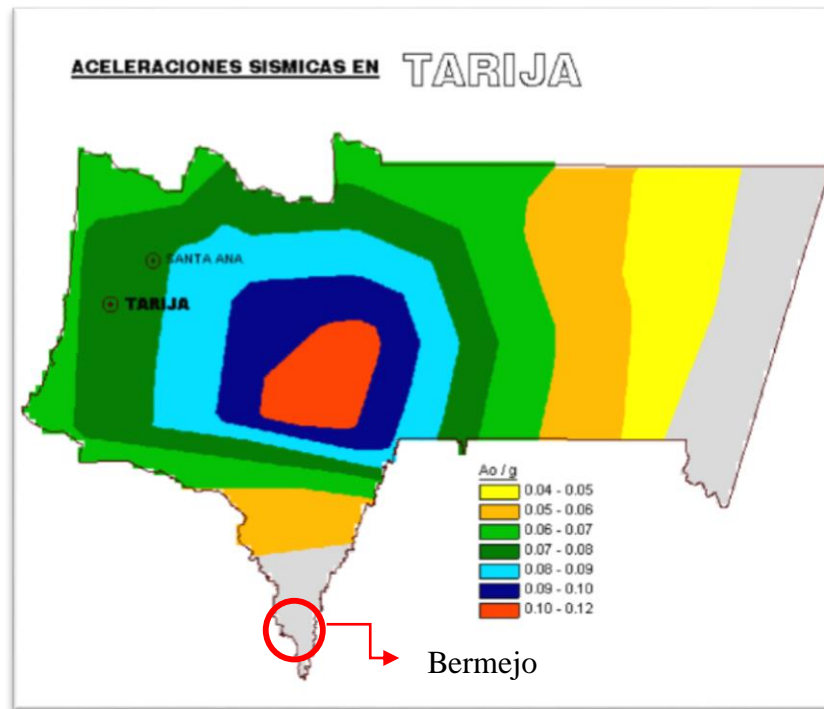 ACELERACIONES SISMICAS EN TARIJA
SANTA ANA
TARIJA
Ao / g
0.04 - 0.05
0.05 - 0.06
0.06 - 0.07
0.07 - 0.08
0.08 - 0.09
0.09 - 0.10
0.10 - 0.12
Bermejo